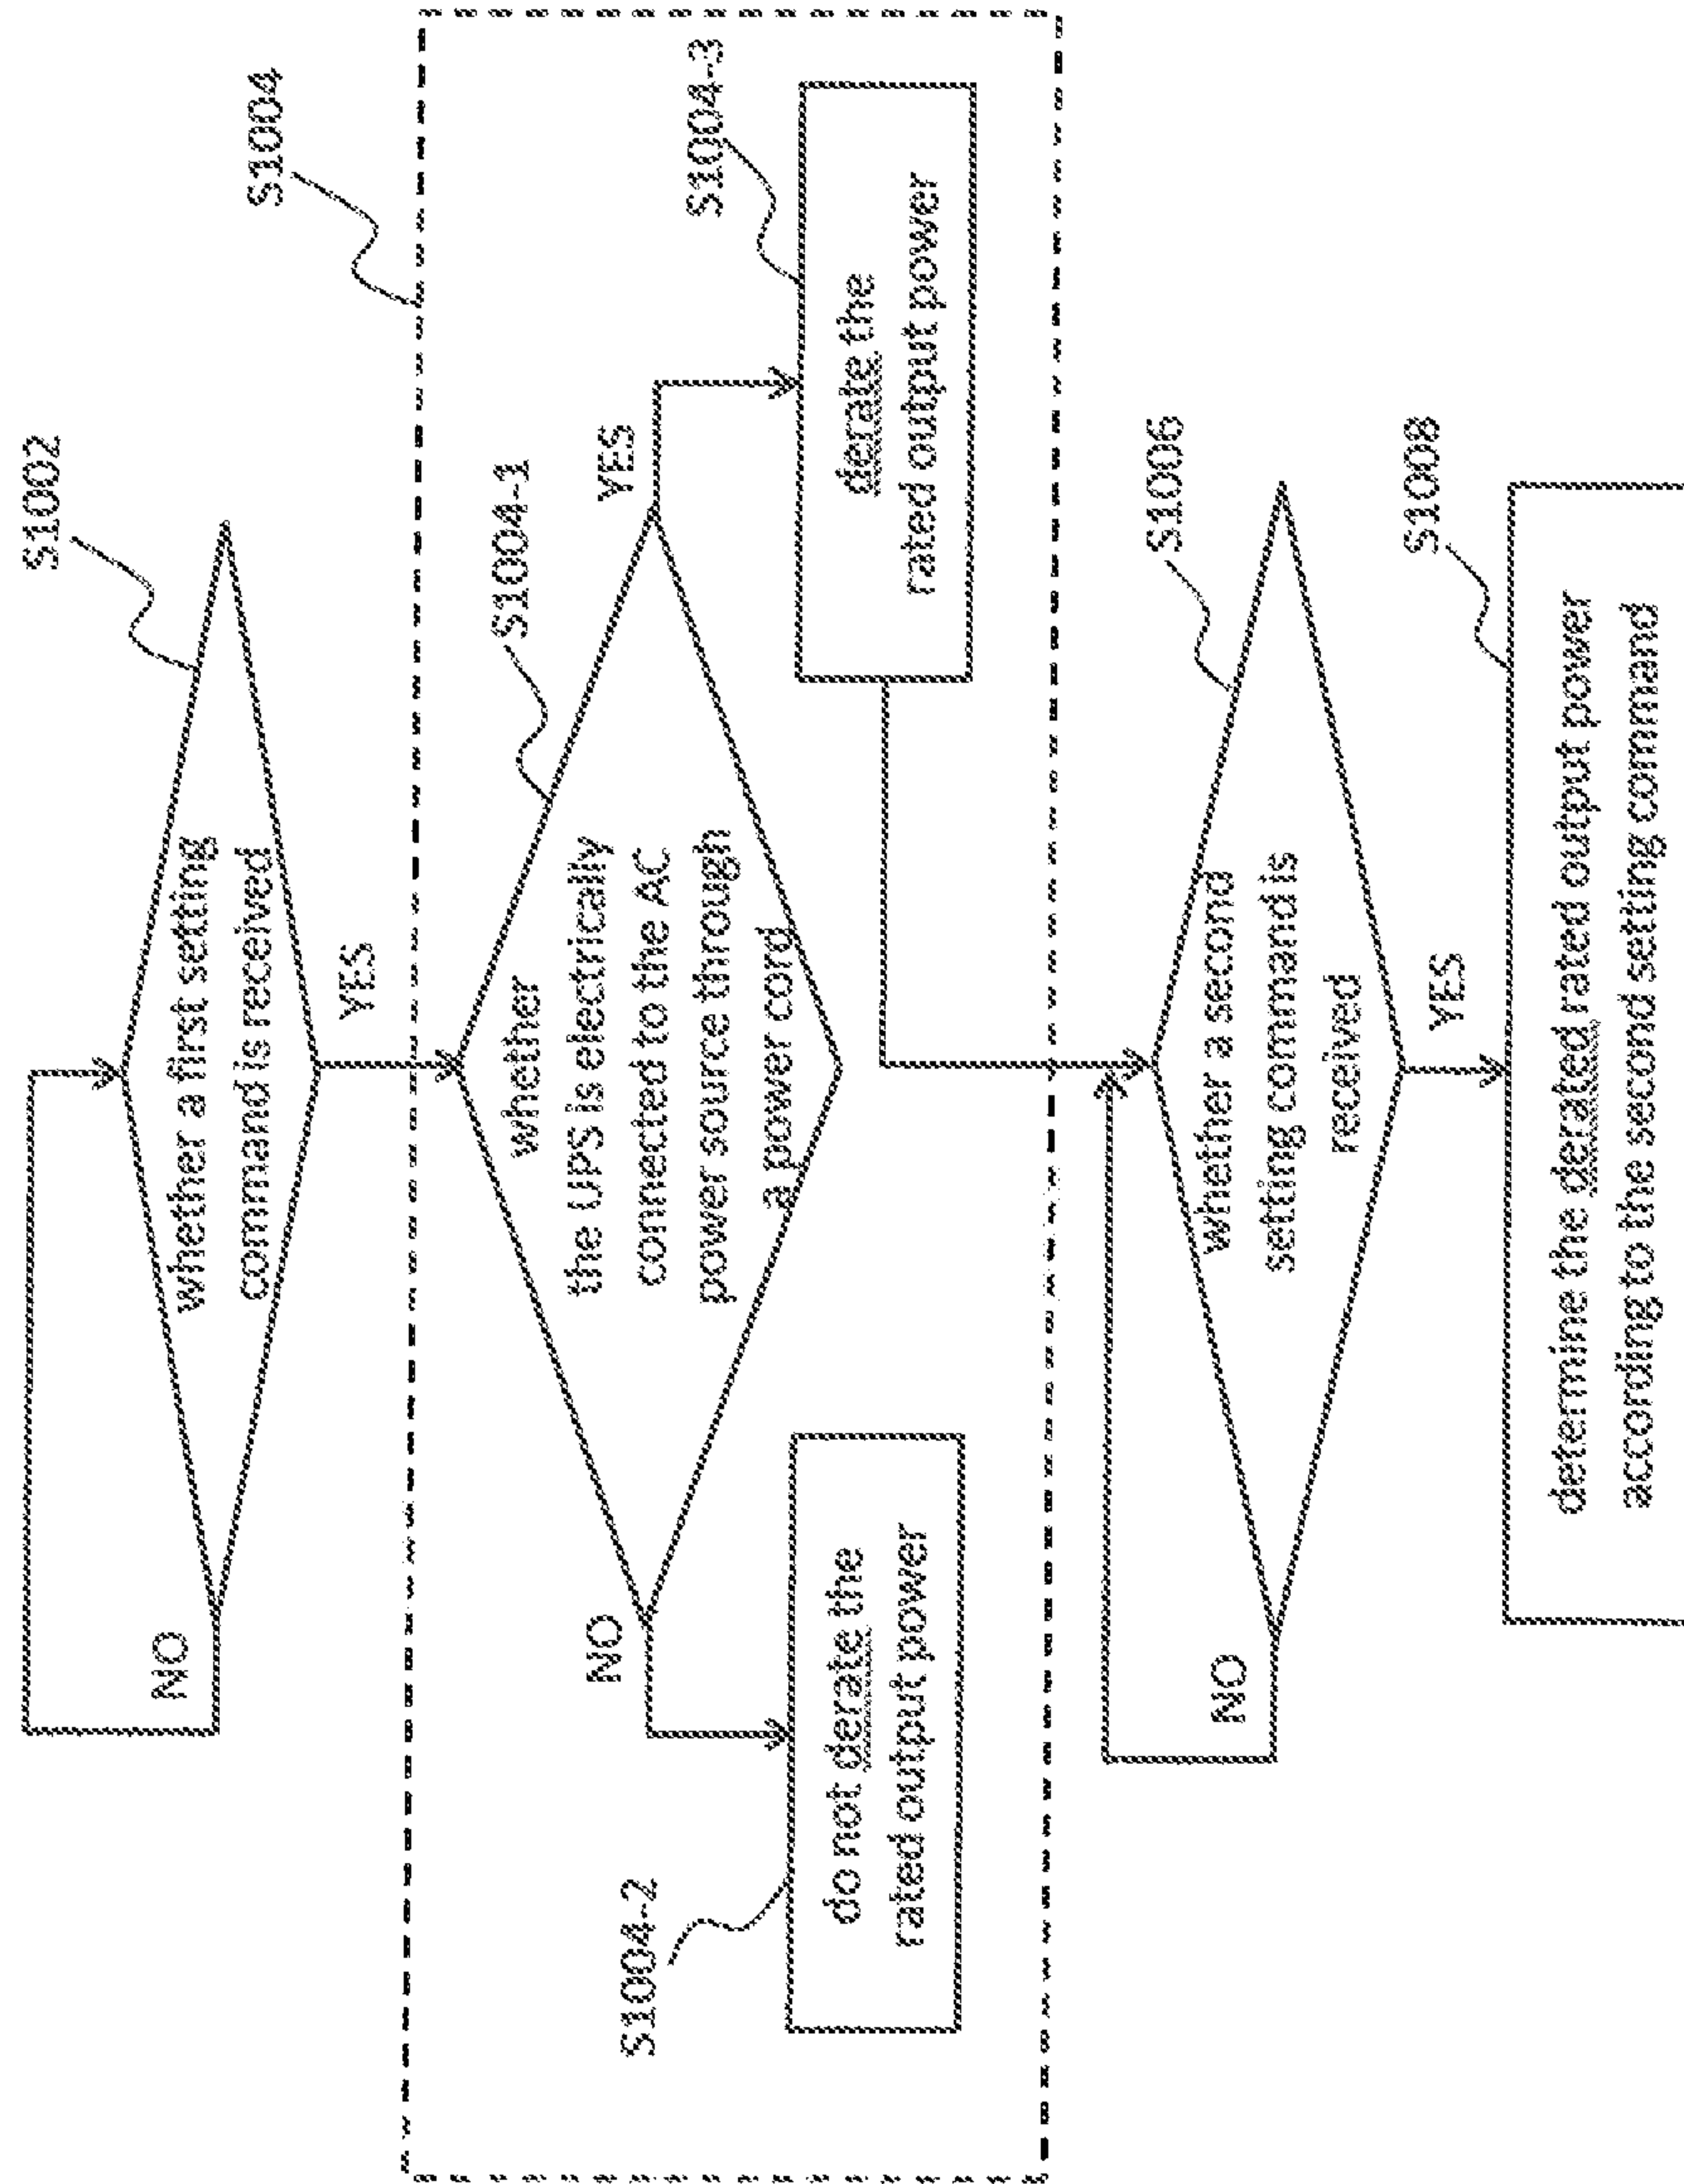 S1002
whether a first setting
command is received
NO
YES
S1004
S1004-1
whether
the UPS is electrically
connected to the AC
power source through
a power cord
NO
YES
S1004-2
do not derate the
rated output power
S1004-3
derate the
rated output power
S1006
whether a second
setting command is
received
NO
YES
S1008
determine the derated rated output power
according to the second setting command